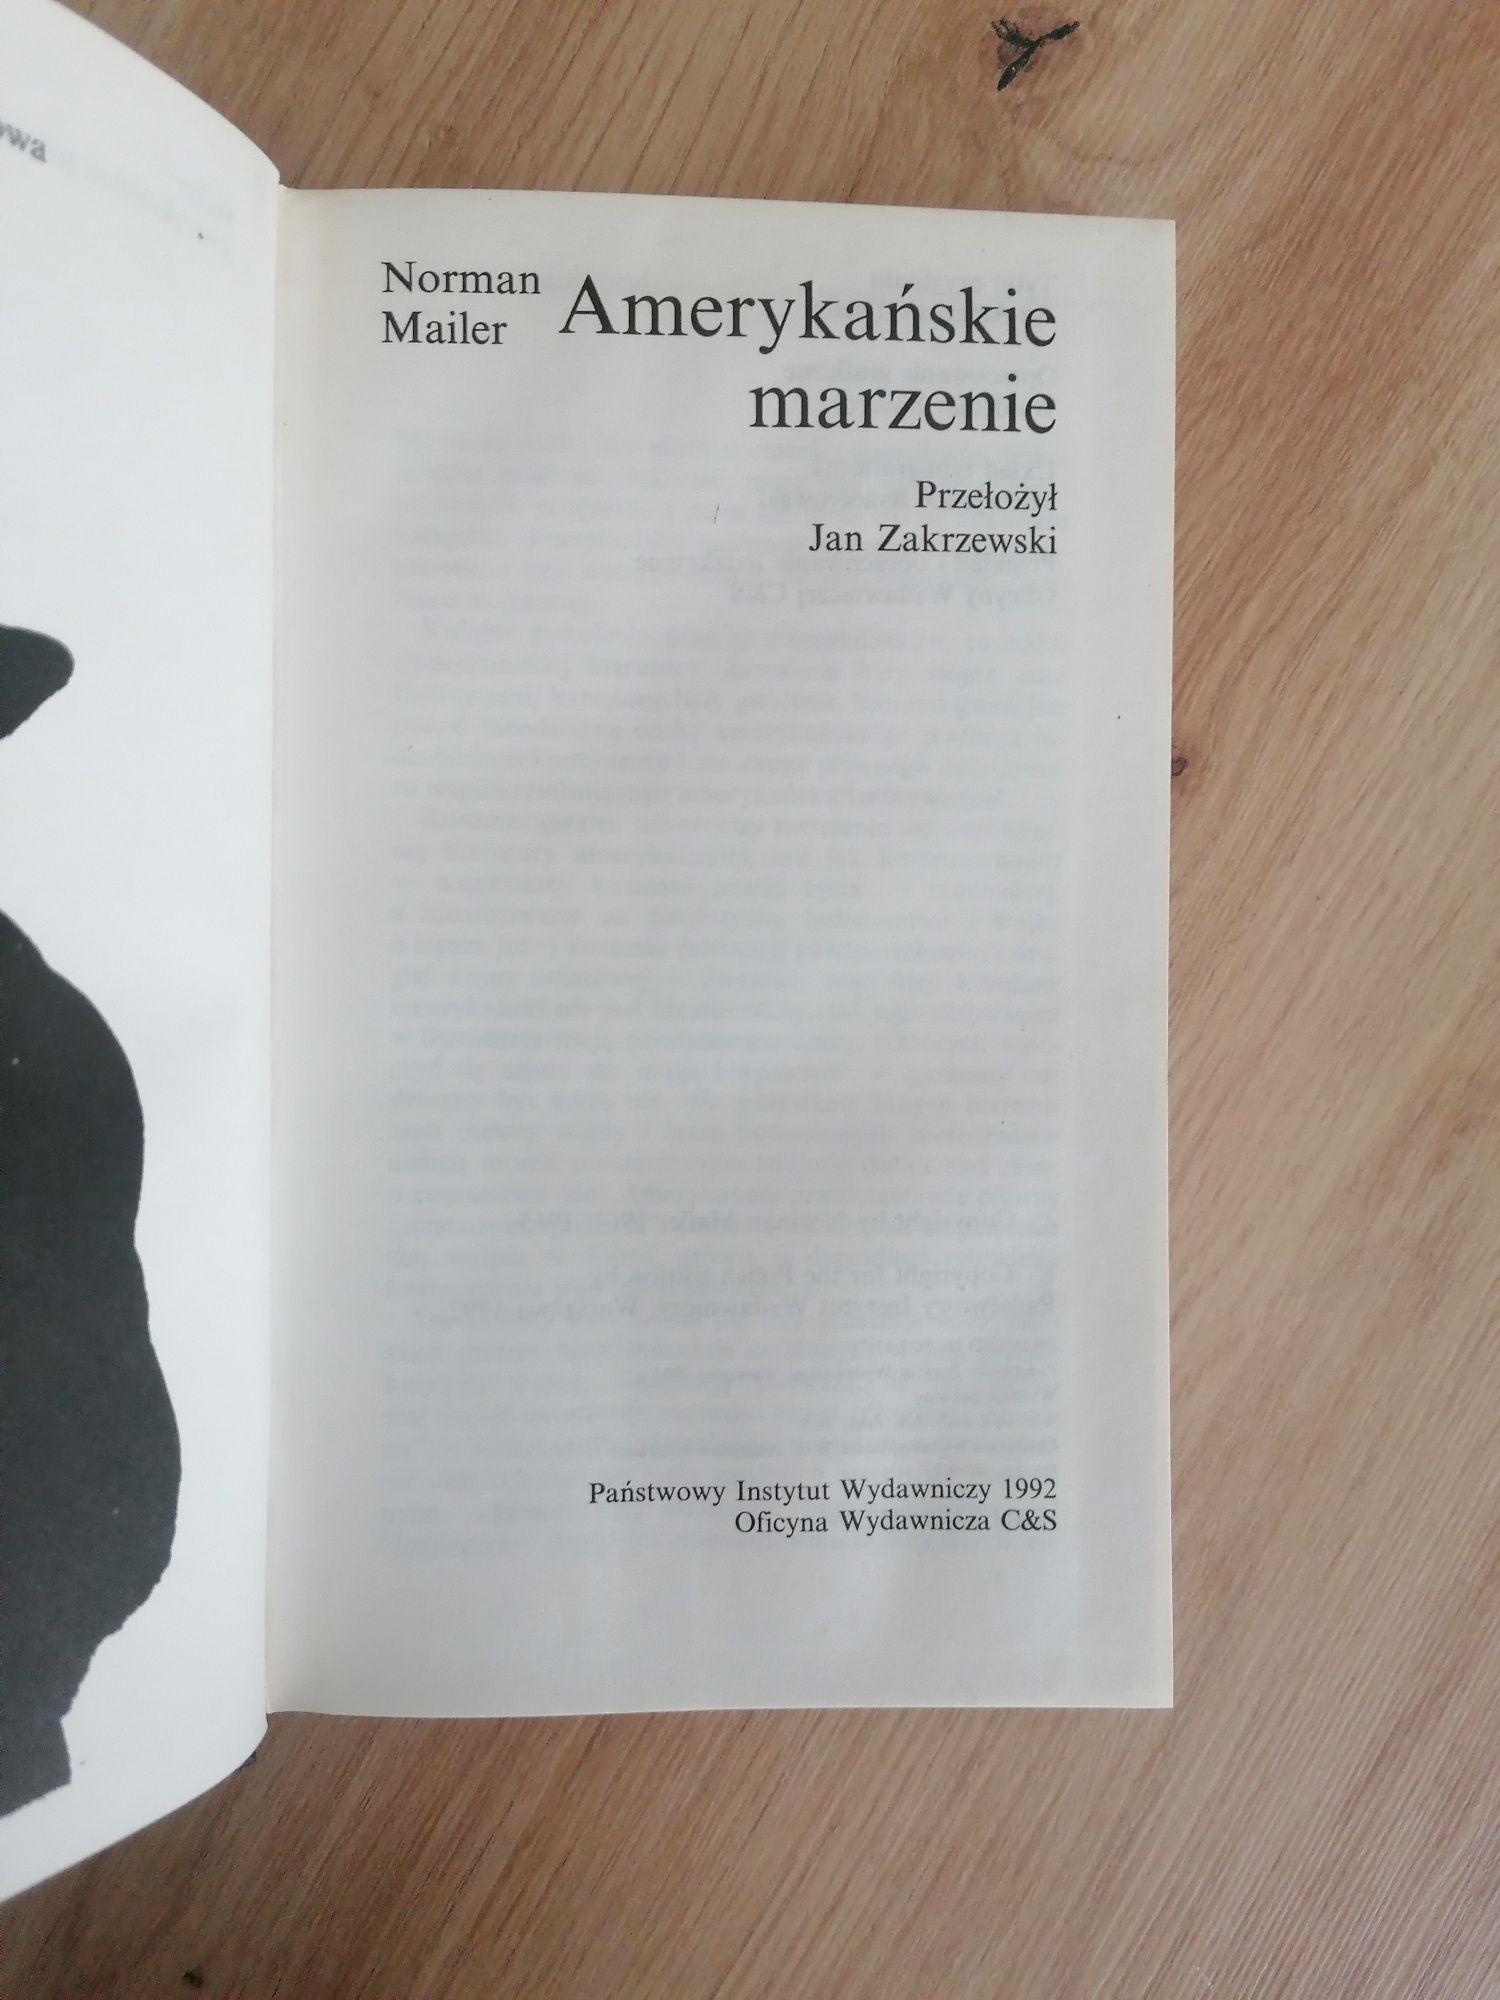 Norman
Mailer
Amerykańskie
marzenie
Przełożył
Jan Zakrzewski
Państwowy Instytut Wydawniczy 1992
Oficyna Wydawnicza C&S